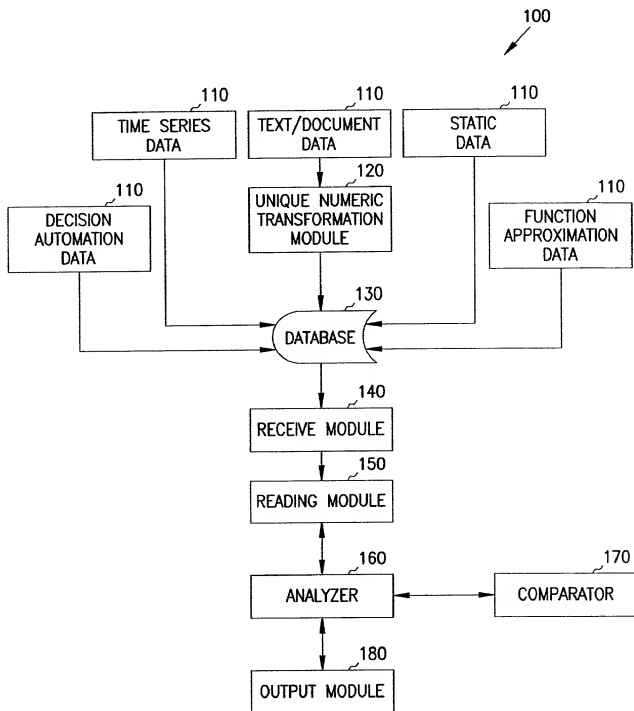 100
110
TIME SERIES
DATA
110
TEXT/DOCUMENT
DATA
110
STATIC
DATA
120
UNIQUE NUMERIC
TRANSFORMATION
MODULE
110
DECISION
AUTOMATION
DATA
110
FUNCTION
APPROXIMATION
DATA
130
DATABASE
140
RECEIVE MODULE
150
READING MODULE
160
ANALYZER
170
COMPARATOR
180
OUTPUT MODULE